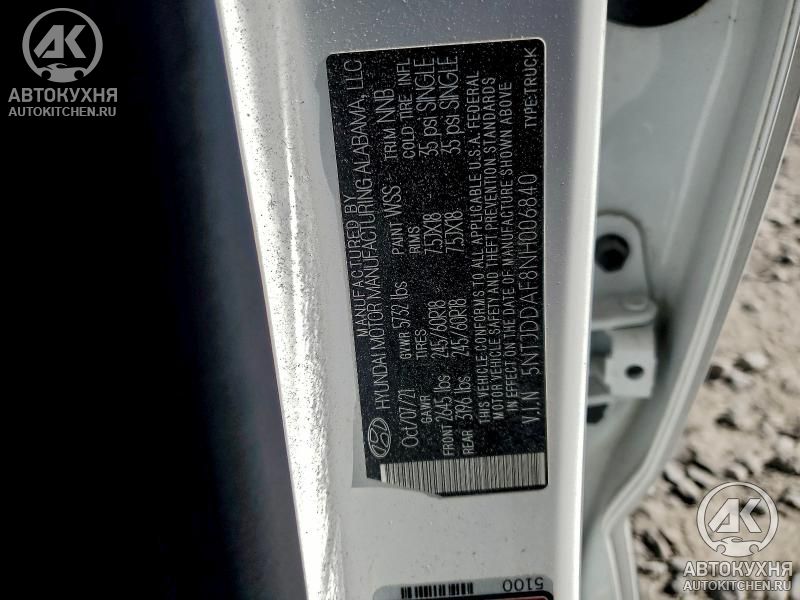 AK
АВТОКУХНЯ
AUTOKITCHEN.RU
MANUFACTURED BY
HYUNDAI MOTOR MANUFACTURING ALABAMA, LLC
Oct/07/21 GVWR 5732 lbs PAINT WSS TRIM NNB
GAWR TIRES RIMS COLD TIRE INFL
FRONT 2645 lbs 245/60R18 7.5JX18 35 psi SINGLE
REAR 3196 lbs 245/60R18 7.5JX18 35 psi SINGLE
THIS VEHICLE CONFORMS TO ALL APPLICABLE U.S.A. FEDERAL
MOTOR VEHICLE SAFETY AND THEFT PREVENTION STANDARDS
IN EFFECT ON THE DATE OF MANUFACTURE SHOWN ABOVE
V.I.N 5NTJDDAF8NH006840 TYPE:TRUCK
5100
AK
АВТОКУХНЯ
AUTOKITCHEN.RU